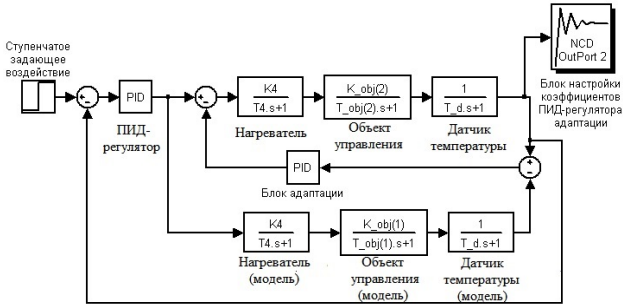 Ступенчатое
задающее
воздействие
PID
ПИД-
регулятор
K4
T4.s+1
Нагреватель
K_obj(2)
T_obj(2).s+1
Объект
управления
1
T_d.s+1
Датчик
температуры
NCD
OutPort 2
Блок настройки
коэффициентов
ПИД-регулятора
адаптации
PID
Блок адаптации
K4
T4.s+1
Нагреватель
(модель)
K_obj(1)
T_obj(1).s+1
Объект
управления
(модель)
1
T_d.s+1
Датчик
температуры
(модель)